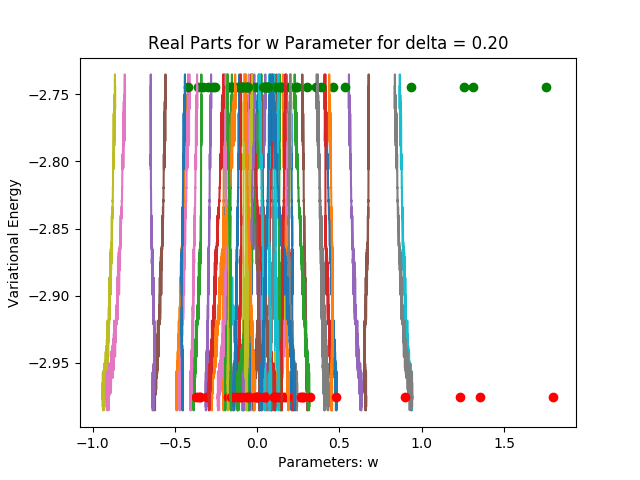 Real Parts for w Parameter for delta = 0.20
Variational Energy
−2.75
−2.80
−2.85
−2.90
−2.95
−1.0 −0.5 0.0 0.5 1.0 1.5
Parameters: w